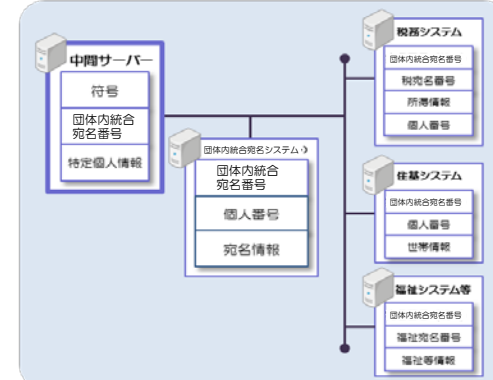 中間サーバー
符号
団体内統合
宛名番号
特定個人情報
団体内統合宛名システム
団体内統合
宛名番号
個人番号
宛名情報
税務システム
団体内統合宛名番号
税宛名番号
所得情報
個人番号
住基システム
団体内統合宛名番号
個人番号
世帯情報
福祉システム等
団体内統合宛名番号
福祉宛名番号
福祉等情報